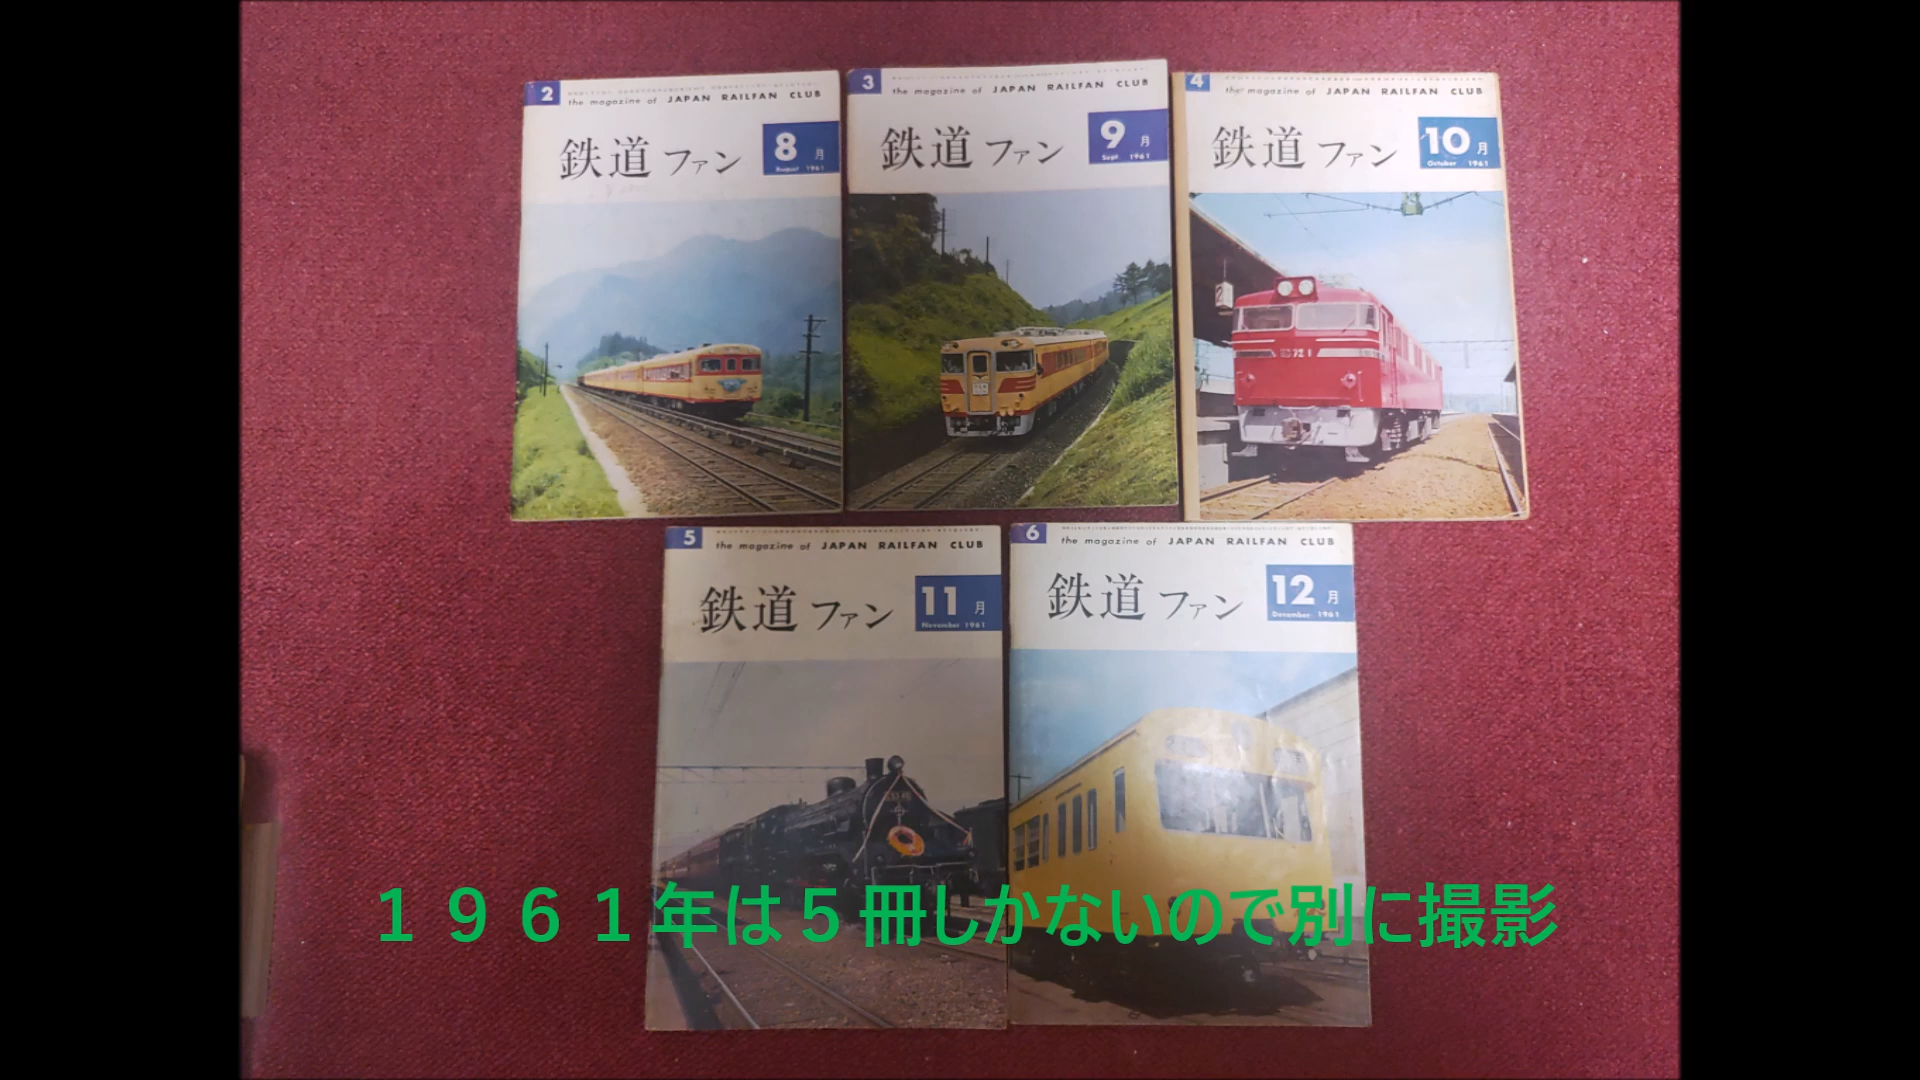 2
the magazine of JAPAN RAILFAN CLUB
鉄道ファン
8月
August 1961
3
the magazine of JAPAN RAILFAN CLUB
鉄道ファン
9月
Sept 1961
4
the magazine of JAPAN RAILFAN CLUB
鉄道ファン
10月
October 1961
2
5
the magazine of JAPAN RAILFAN CLUB
鉄道ファン
11月
November 1961
6
the magazine of JAPAN RAILFAN CLUB
鉄道ファン
12月
December 1961
１９６１年は５冊しかないので別に撮影